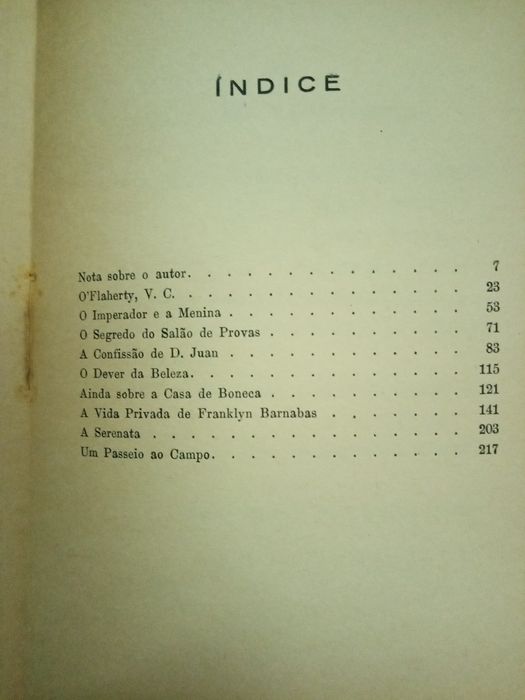 ÍNDICE
Nota sobre o autor. . . . . . . . . . . . . . 7
O'Flaherty, V. C. . . . . . . . . . . . . . . 23
O Imperador e a Menina . . . . . . . . . . . . 53
O Segredo do Salão de Provas . . . . . . . . . . 71
A Confissão de D. Juan . . . . . . . . . . . . 83
O Dever da Beleza. . . . . . . . . . . . . . 115
Ainda sobre a Casa de Boneca . . . . . . . . . . 121
A Vida Privada de Franklyn Barnabas . . . . . . . 141
A Serenata . . . . . . . . . . . . . . . . 203
Um Passeio ao Campo. . . . . . . . . . . . . 217